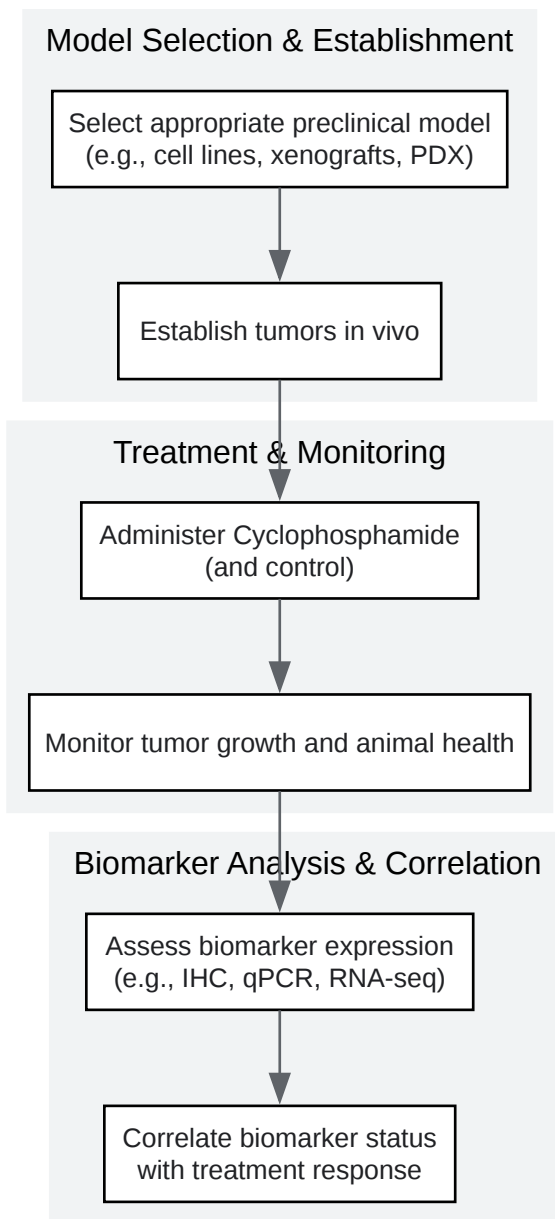 Model Selection & Establishment
Select appropriate preclinical model
(e.g., cell lines, xenografts, PDX)
Establish tumors in vivo
Treatment & Monitoring
Administer Cyclophosphamide
(and control)
Monitor tumor growth and animal health
Biomarker Analysis & Correlation
Assess biomarker expression
(e.g., IHC, qPCR, RNA-seq)
Correlate biomarker status
with treatment response